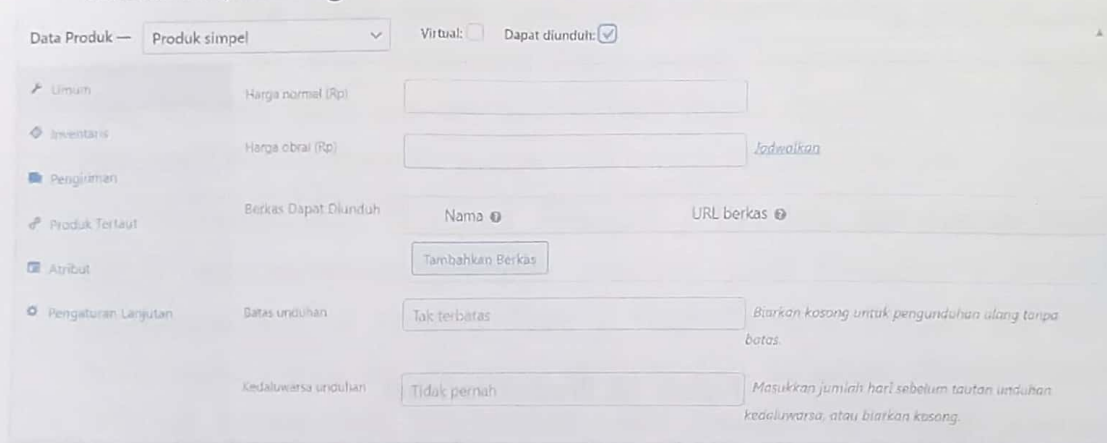 Data Produk — Produk simpel Virtual: Dapat diunduh:
Umum
Harga normal (Rp)
Inventaris
Harga obral (Rp) Jadwalkan
Pengiriman
Berkas Dapat Diunduh Nama URL berkas
Produk Tertaut
Tambahkan Berkas
Atribut
Pengaturan Lanjutan
Batas unduhan Tak terbatas Biarkan kosong untuk pengunduhan ulang tanpa
batas.
Kedaluwarsa unduhan Tidak pernah Masukkan jumlah hari sebelum tautan unduhan
kedaluwarsa, atau biarkan kosong.